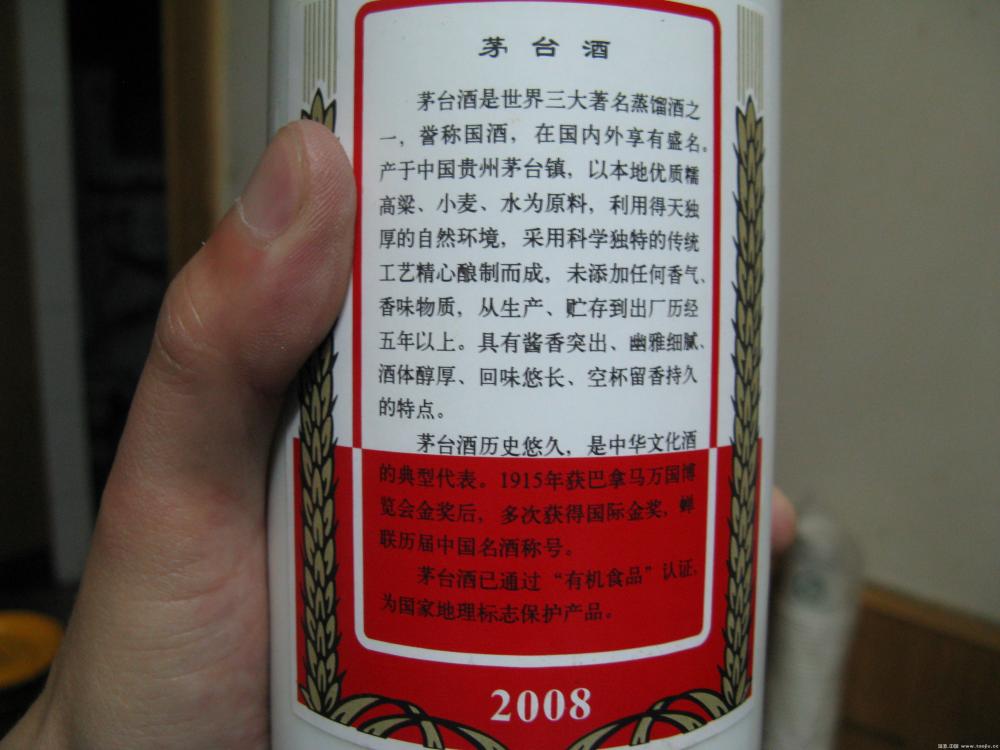 茅台酒
茅台酒是世界三大著名蒸馏酒之
一，誉称国酒，在国内外享有盛名。
产于中国贵州茅台镇，以本地优质糯
高粱、小麦、水为原料，利用得天独
厚的自然环境，采用科学独特的传统
工艺精心酿制而成，未添加任何香气、
香味物质，从生产、贮存到出厂历经
五年以上。具有酱香突出、幽雅细腻、
酒体醇厚、回味悠长、空杯留香持久
的特点。
茅台酒历史悠久，是中华文化酒
的典型代表。1915年获巴拿马万国博
览会金奖后，多次获得国际金奖，蝉
联历届中国名酒称号。
茅台酒已通过“有机食品”认证，
为国家地理标志保护产品。
2008